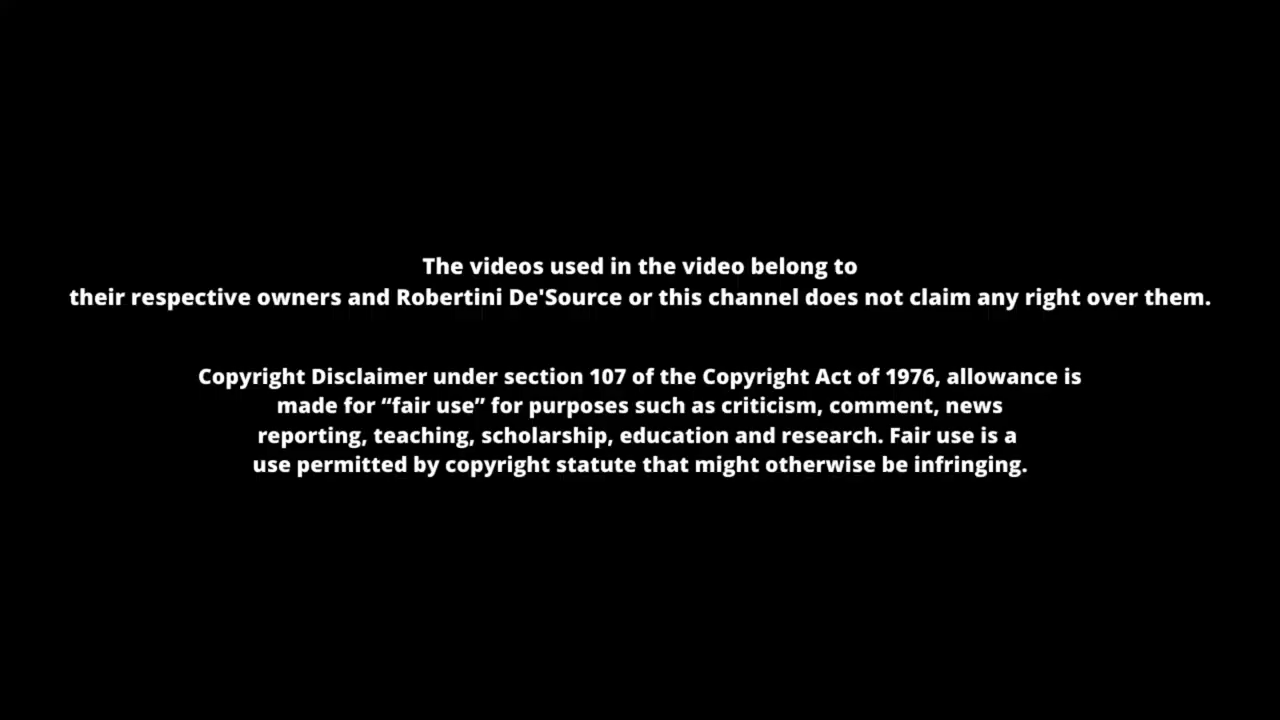 The videos used in the video belong to
their respective owners and Robertini De'Source or this channel does not claim any right over them.
Copyright Disclaimer under section 107 of the Copyright Act of 1976, allowance is
made for “fair use” for purposes such as criticism, comment, news
reporting, teaching, scholarship, education and research. Fair use is a
use permitted by copyright statute that might otherwise be infringing.